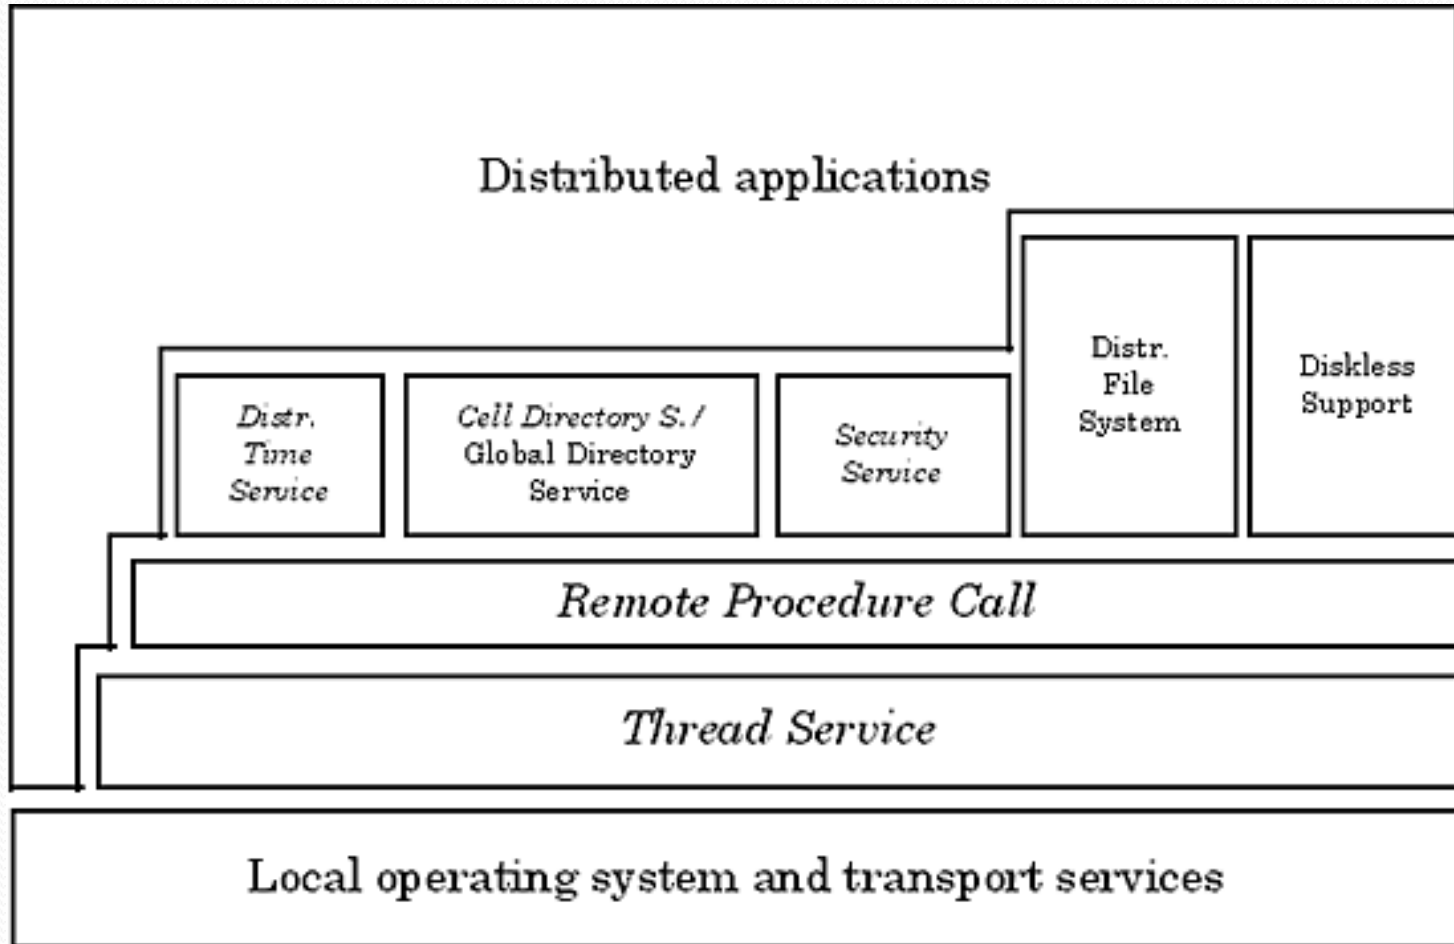 Distributed applications
Distr.
Time
Service
Cell Directory S./
Global Directory
Service
Security
Service
Distr.
File
System
Diskless
Support
Remote Procedure Call
Thread Service
Local operating system and transport services